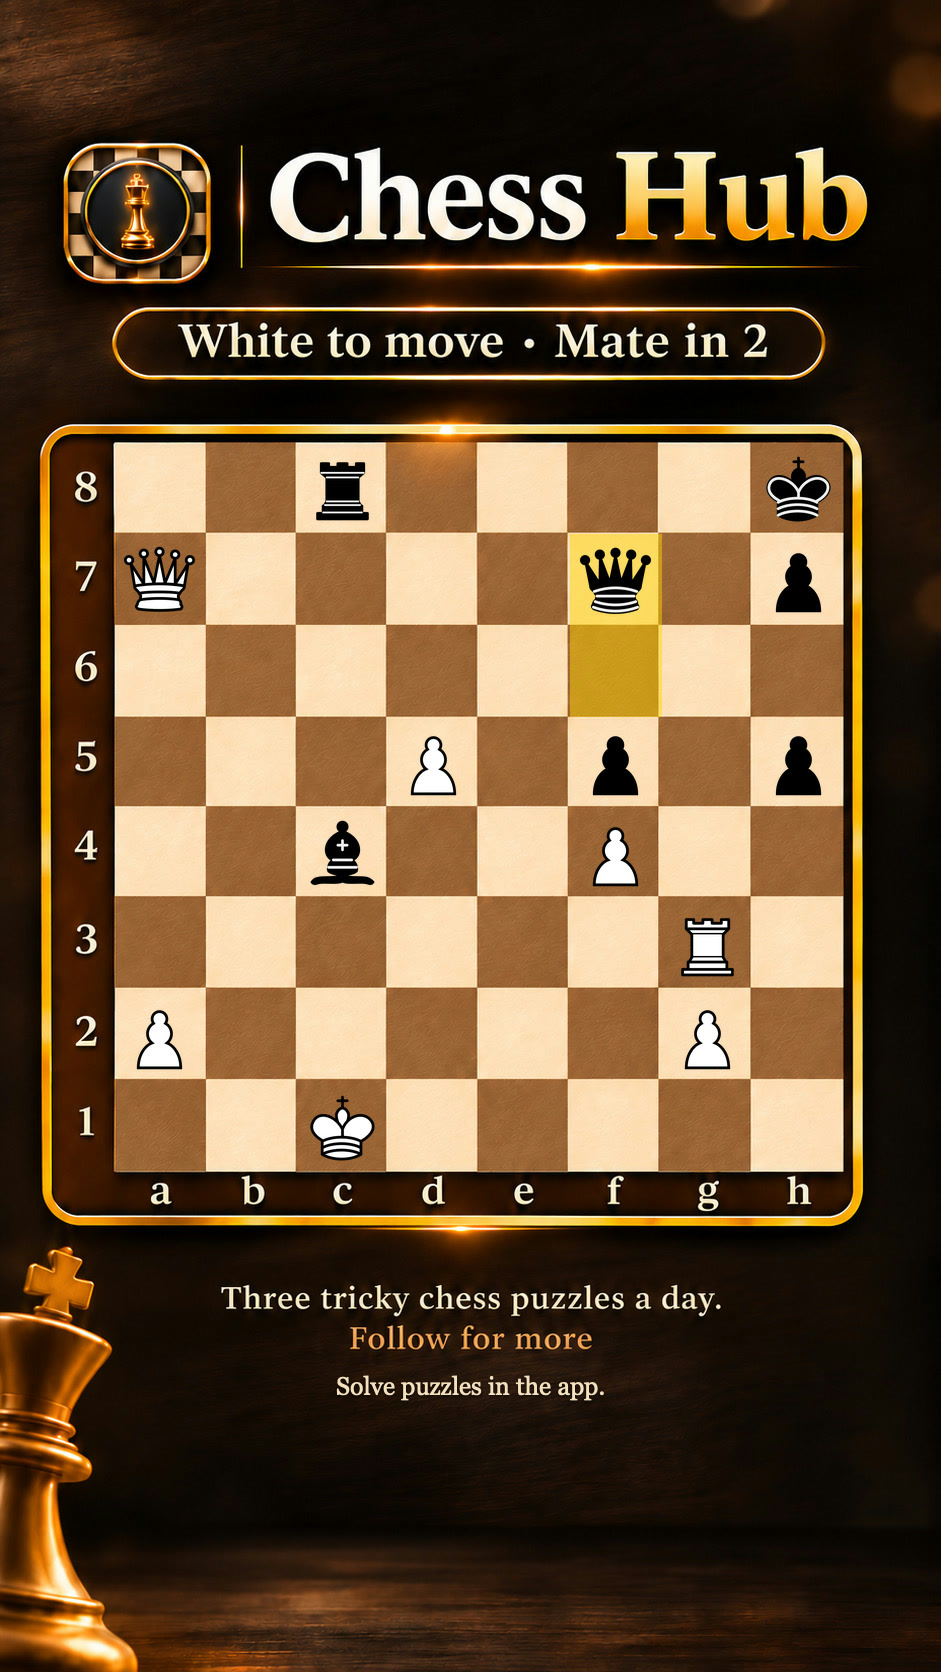 Chess Hub
White to move • Mate in 2
8
7
6
5
4
3
2
1
a b c d e f g h
Three tricky chess puzzles a day.
Follow for more
Solve puzzles in the app.